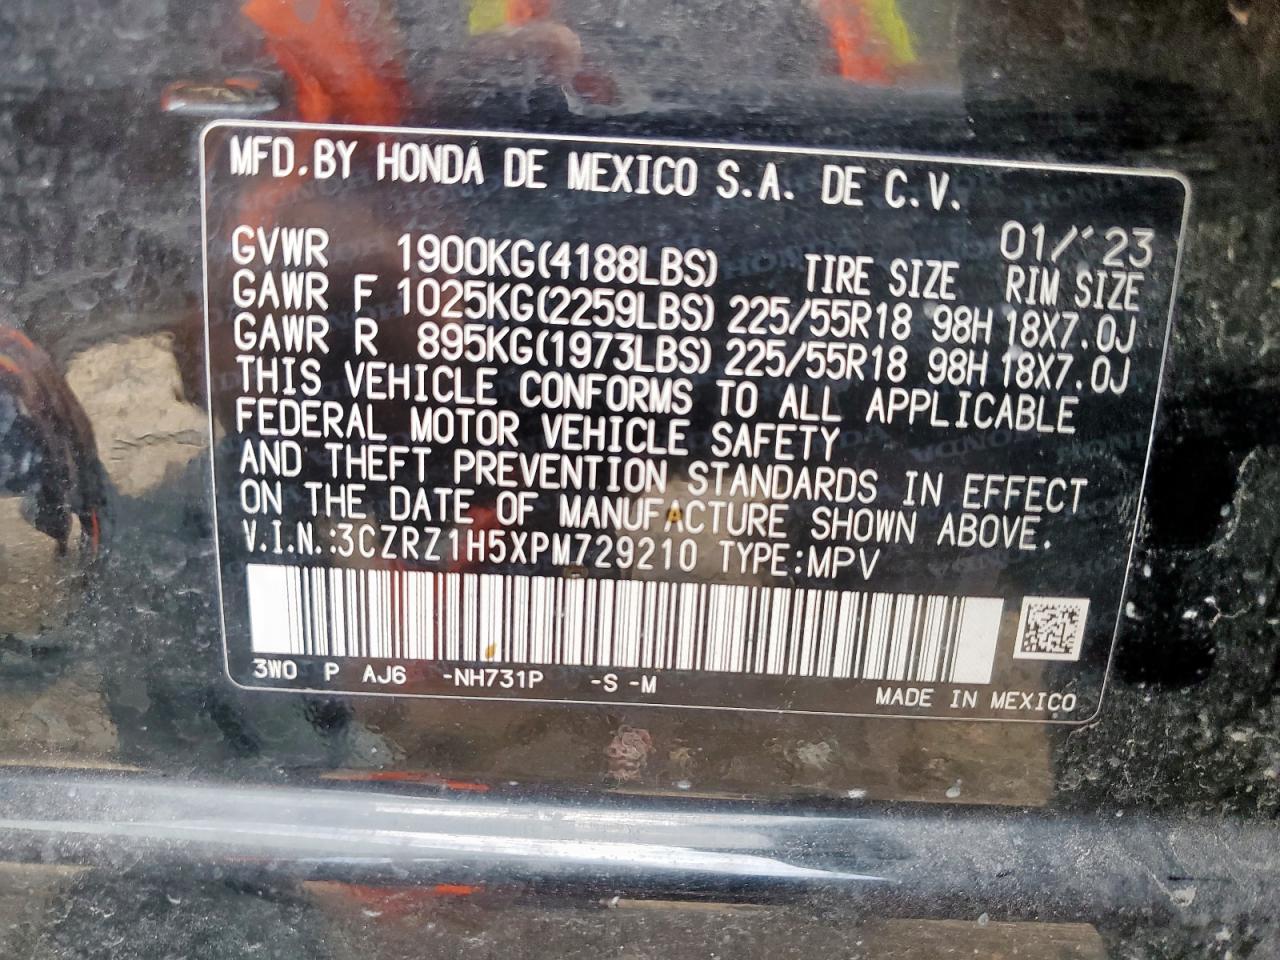 MFD.BY HONDA DE MEXICO S.A. DE C.V.
01/'23
GVWR 1900KG(4188LBS) TIRE SIZE RIM SIZE
GAWR F 1025KG(2259LBS) 225/55R18 98H 18X7.0J
GAWR R 895KG(1973LBS) 225/55R18 98H 18X7.0J
THIS VEHICLE CONFORMS TO ALL APPLICABLE
FEDERAL MOTOR VEHICLE SAFETY
AND THEFT PREVENTION STANDARDS IN EFFECT
ON THE DATE OF MANUFACTURE SHOWN ABOVE.
V.I.N.:3CZRZ1H5XPM729210 TYPE:MPV
3W0 P AJ6 -NH731P -S -M
MADE IN MEXICO